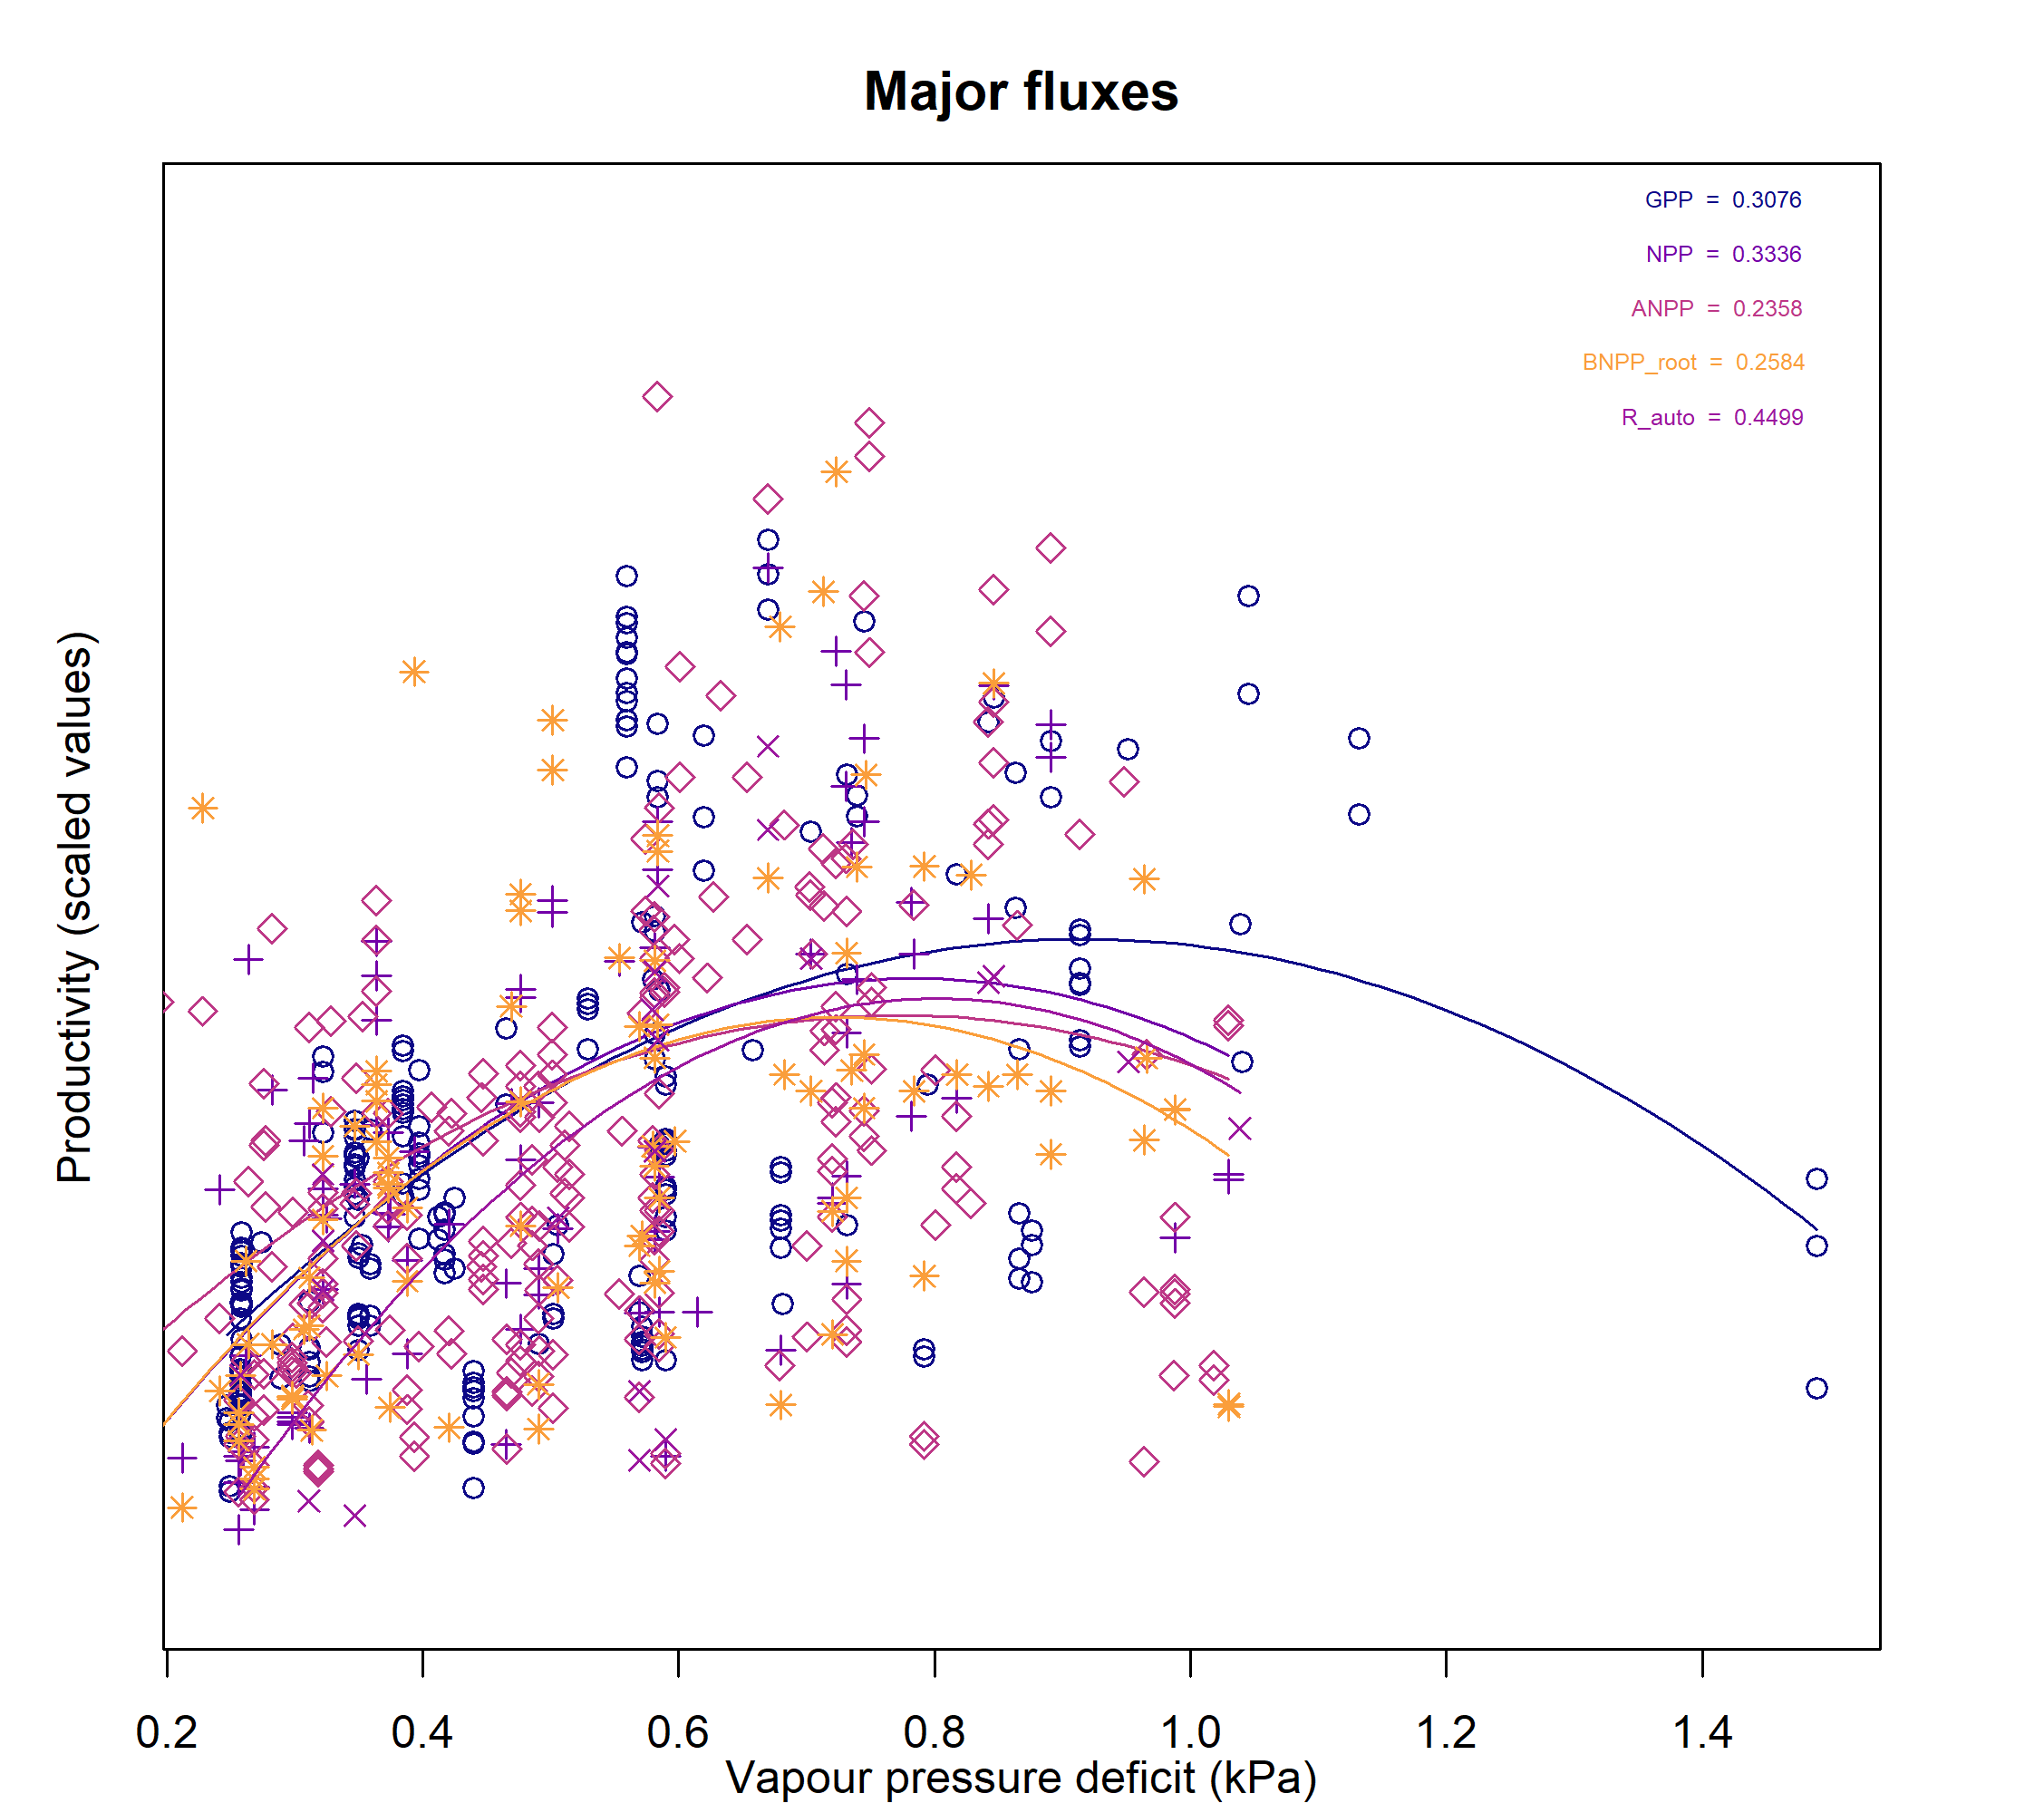 Major fluxes
GPP = 0.3076
NPP = 0.3336
ANPP = 0.2358
BNPP_root = 0.2584
R_auto = 0.4499
Productivity (scaled values)
0.2 0.4 0.6 0.8 1.0 1.2 1.4
Vapour pressure deficit (kPa)